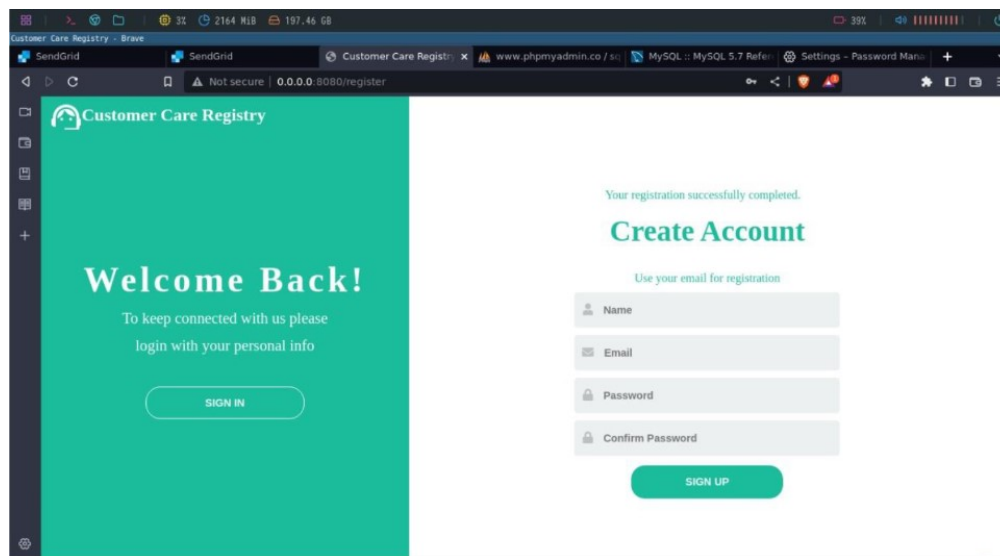 3% 2164 MiB 197.46 GB 39%
Customer Care Registry - Brave
SendGrid SendGrid Customer Care Registr www.phpmyadmin.co / sq MySQL :: MySQL 5.7 Refer Settings - Password Mana
Not secure | 0.0.0.0:8080/register
Customer Care Registry
Your registration successfully completed.
Create Account
Use your email for registration
Name
Email
Password
Confirm Password
SIGN UP
Welcome Back!
To keep connected with us please
login with your personal info
SIGN IN